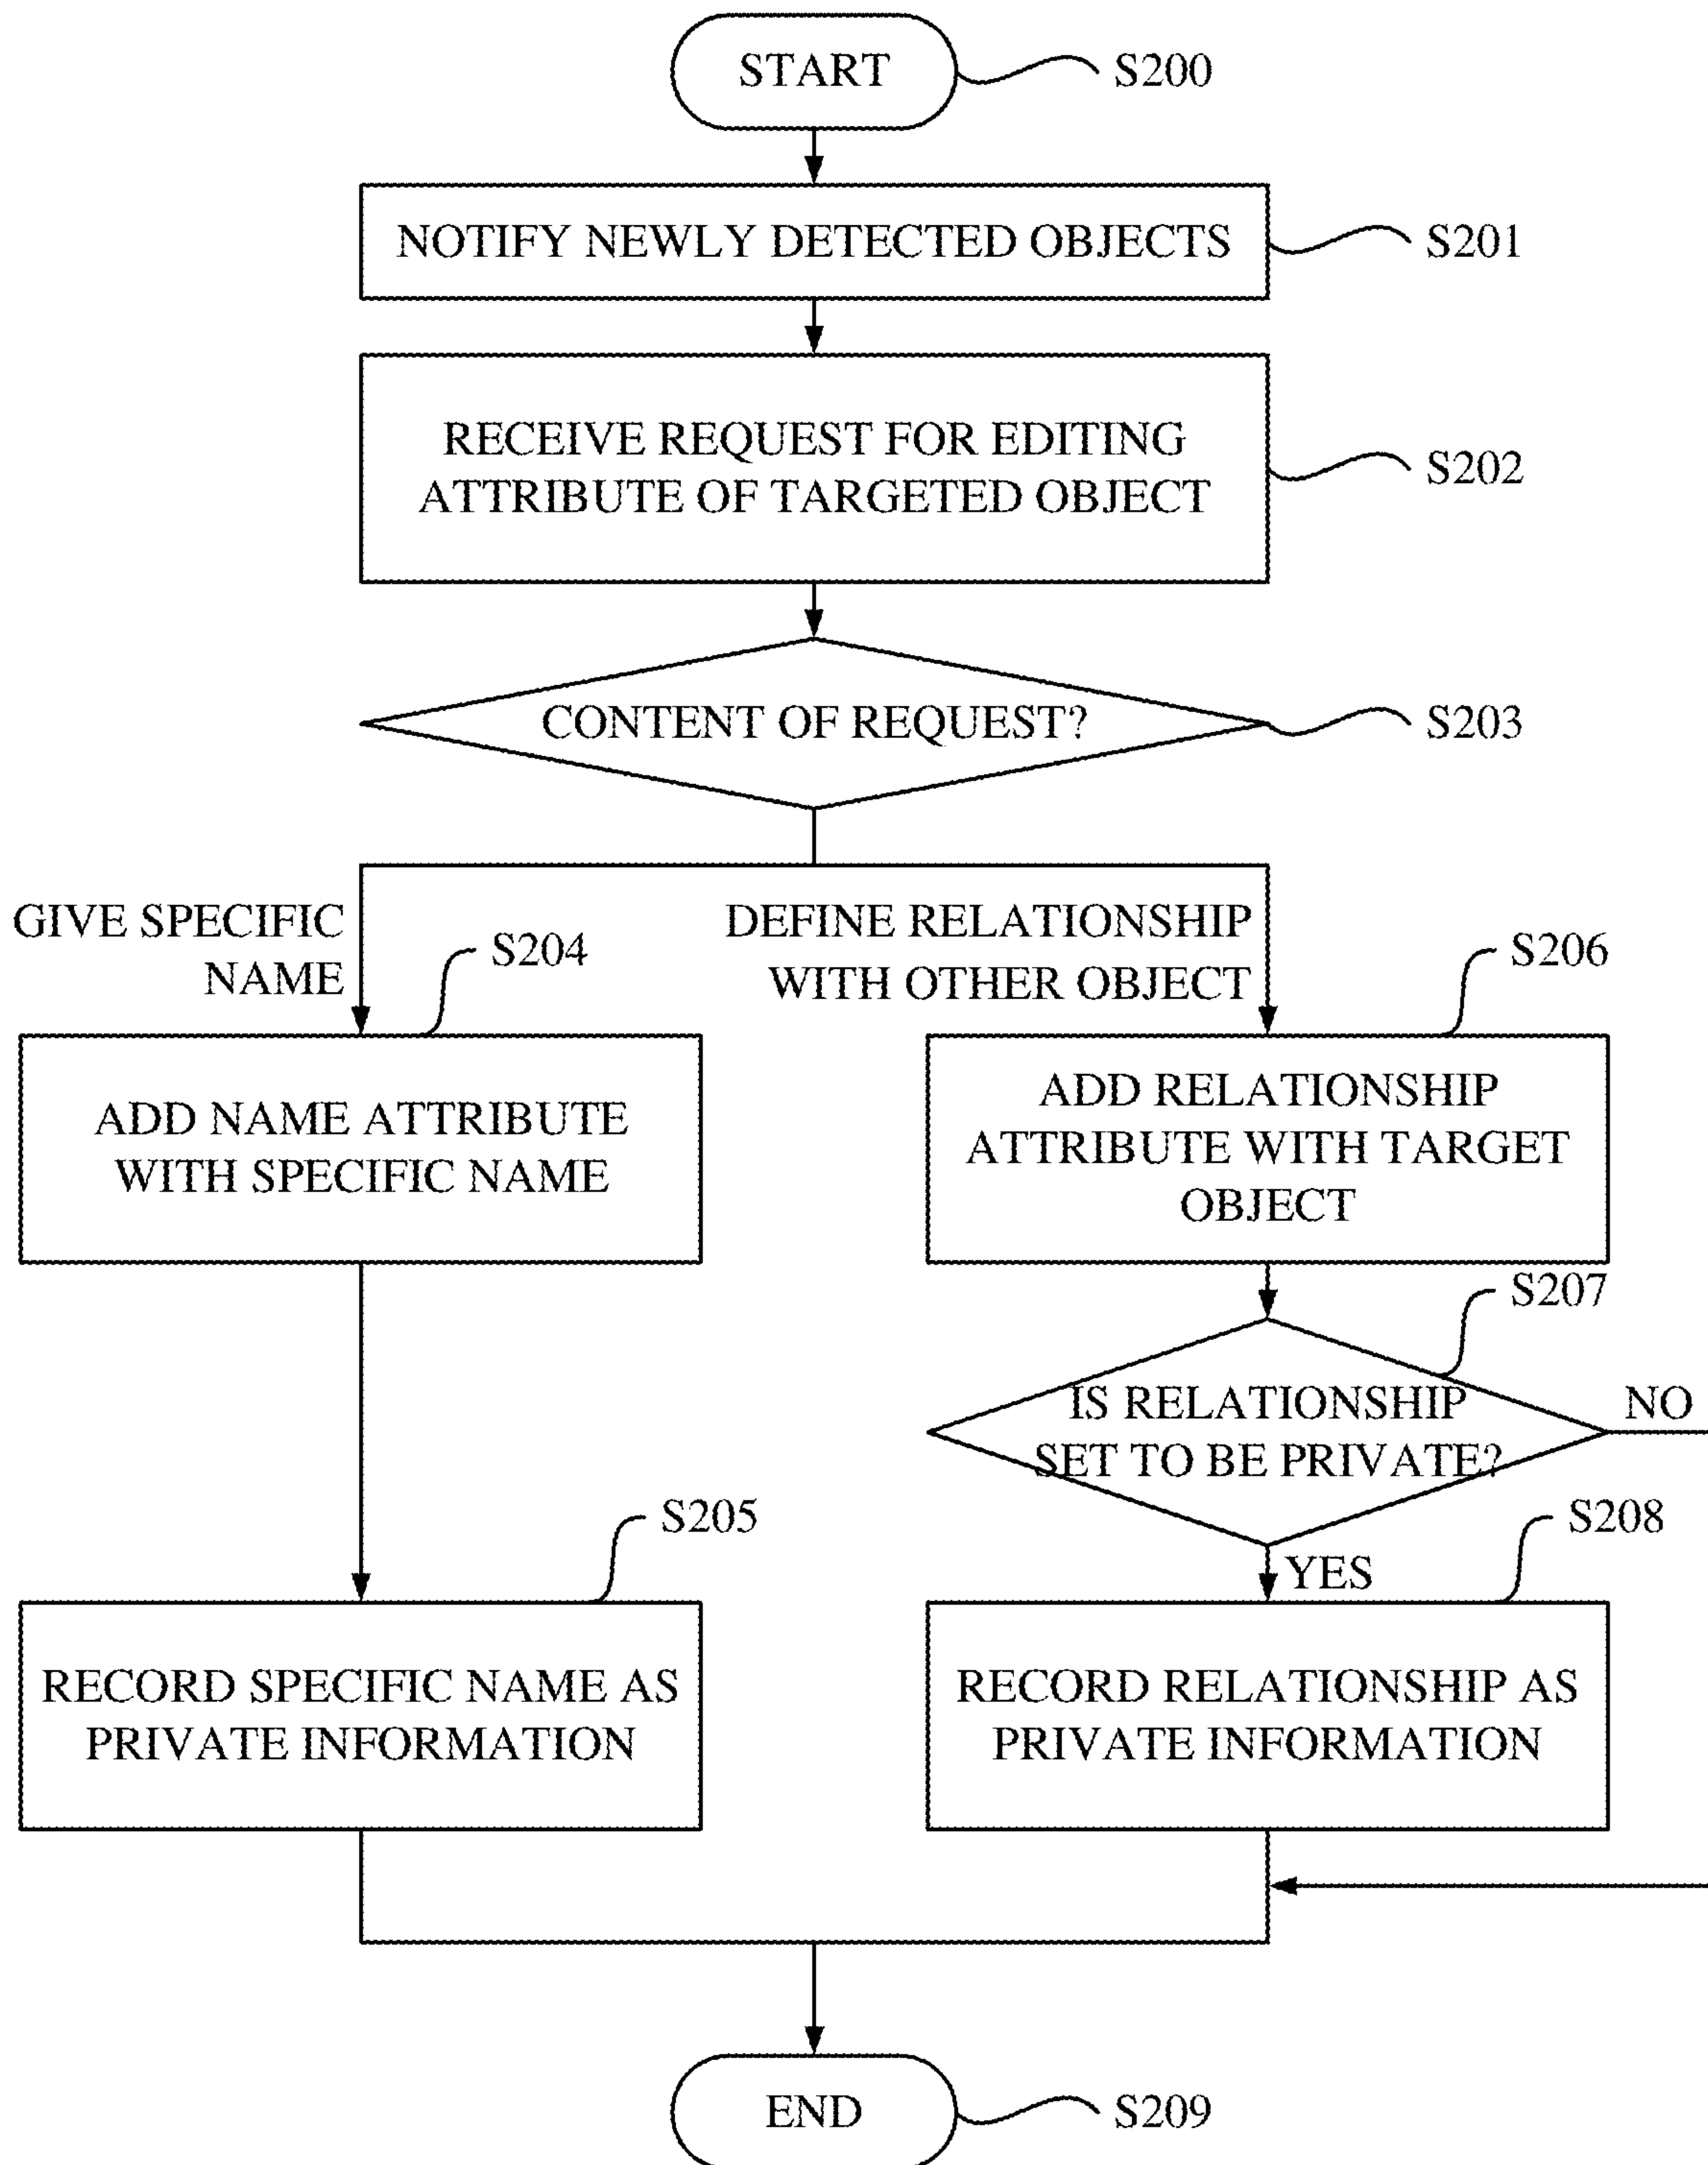 START
S200
NOTIFY NEWLY DETECTED OBJECTS
S201
RECEIVE REQUEST FOR EDITING
ATTRIBUTE OF TARGETED OBJECT
S202
CONTENT OF REQUEST?
S203
GIVE SPECIFIC
NAME
S204
DEFINE RELATIONSHIP
WITH OTHER OBJECT
S206
ADD NAME ATTRIBUTE
WITH SPECIFIC NAME
ADD RELATIONSHIP
ATTRIBUTE WITH TARGET
OBJECT
S207
IS RELATIONSHIP
SET TO BE PRIVATE?
NO
S205
YES
S208
RECORD SPECIFIC NAME AS
PRIVATE INFORMATION
RECORD RELATIONSHIP AS
PRIVATE INFORMATION
END
S209